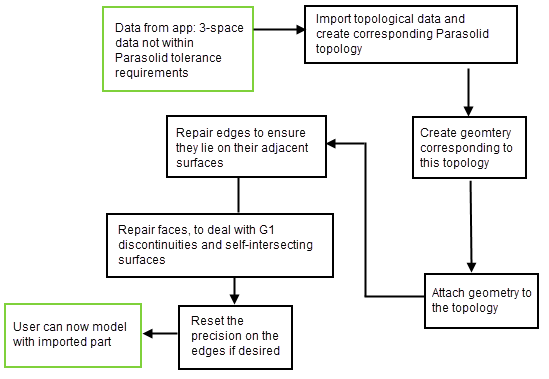 Data from app: 3-space
data not within
Parasolid tolerance
requirements
Import topological data and
create corresponding Parasolid
topology
Create geomtery
corresponding to
this topology
Attach geometry to
the topology
Repair edges to ensure
they lie on their adjacent
surfaces
Repair faces, to deal with G1
discontinuities and self-intersecting
surfaces
Reset the
precision on the
edges if desired
User can now model
with imported part